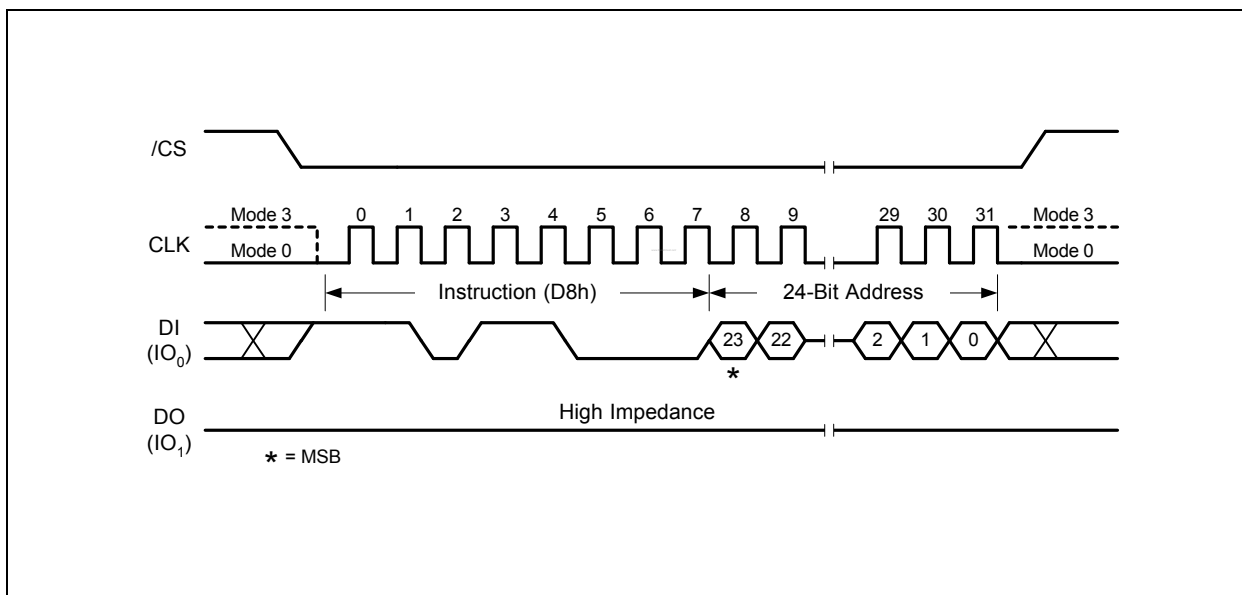 /CS
Mode 3 0 1 2 3 4 5 6 7 8 9 29 30 31 Mode 3
CLK Mode 0 Mode 0
Instruction (D8h) 24-Bit Address
DI
(IO₀) 23 22 2 1 0
*
High Impedance
DO
(IO₁)
* = MSB